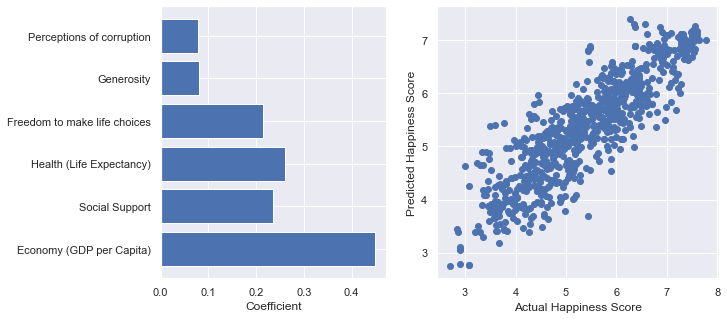 Perceptions of corruption
Generosity
Freedom to make life choices
Health (Life Expectancy)
Social Support
Economy (GDP per Capita)
0.0 0.1 0.2 0.3 0.4
Coefficient
Predicted Happiness Score
7
6
5
4
3
3 4 5 6 7 8
Actual Happiness Score